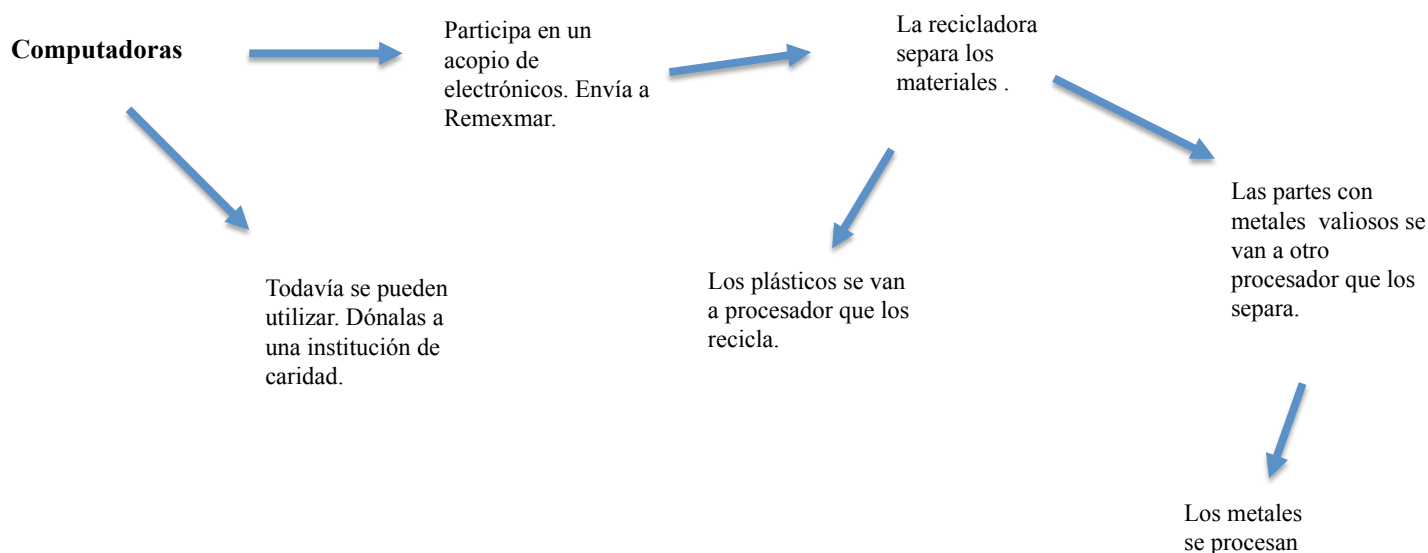 Computadoras
Participa en un
acopio de
electrónicos. Envía a
Remexmar.
La recicladora
separa los
materiales .
Todavía se pueden
utilizar. Dónalas a
una institución de
caridad.
Los plásticos se van
a procesador que los
recicla.
Las partes con
metales  valiosos se
van a otro
procesador que los
separa.
Los metales
se procesan